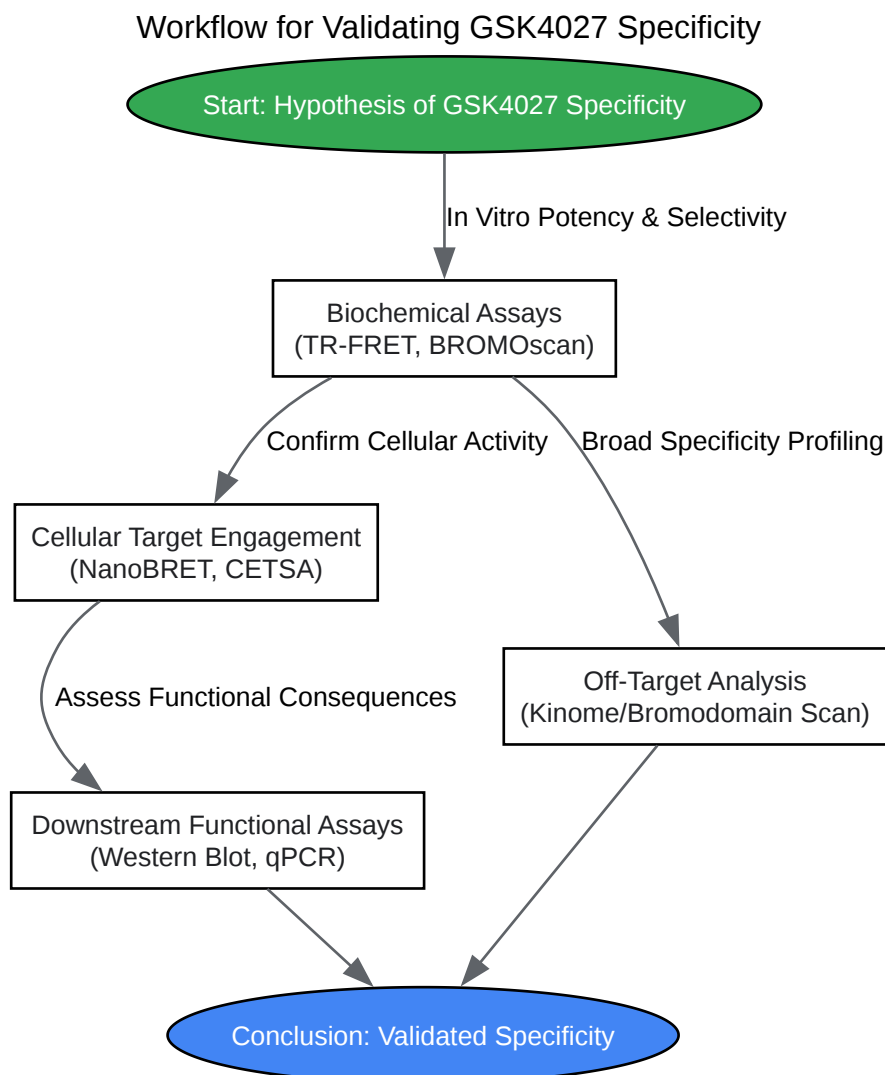 Workflow for Validating GSK4027 Specificity
Start: Hypothesis of GSK4027 Specificity
In Vitro Potency & Selectivity
Biochemical Assays
(TR-FRET, BROMOscan)
Confirm Cellular Activity
Broad Specificity Profiling
Cellular Target Engagement
(NanoBRET, CETSA)
Assess Functional Consequences
Off-Target Analysis
(Kinome/Bromodomain Scan)
Downstream Functional Assays
(Western Blot, qPCR)
Conclusion: Validated Specificity